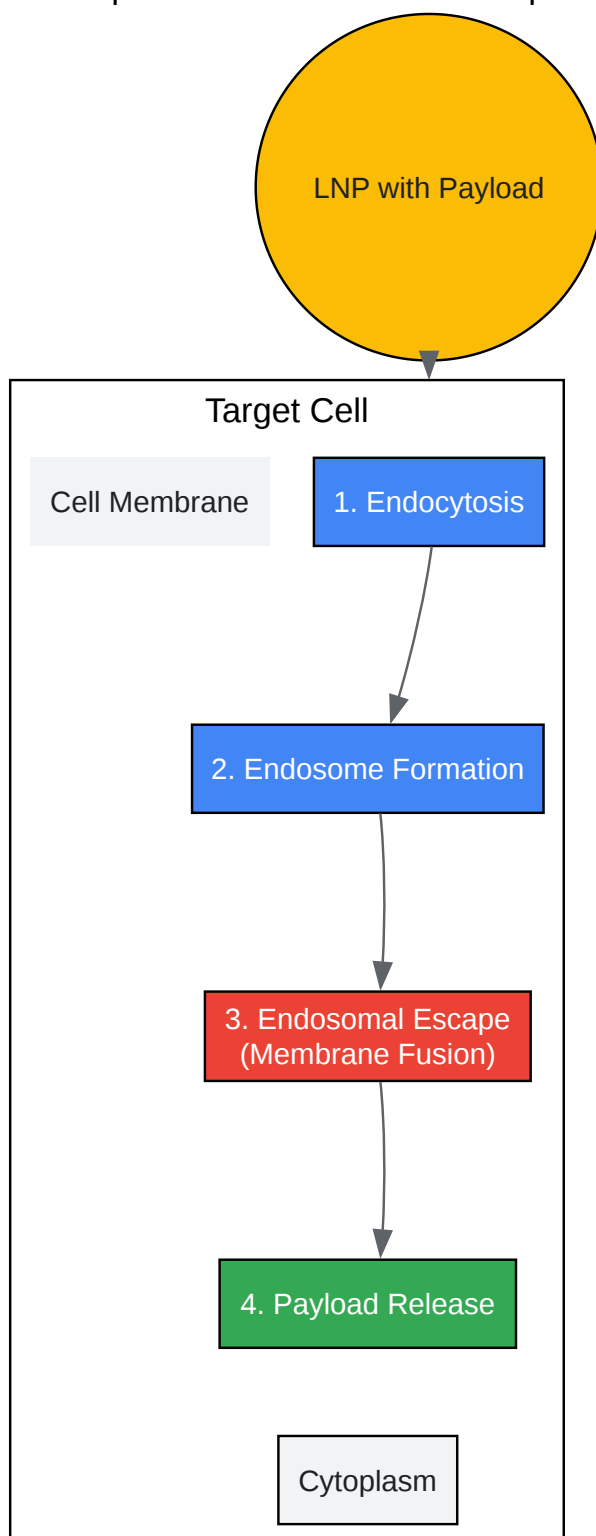 LNP with Payload
Target Cell
Cell Membrane
1. Endocytosis
2. Endosome Formation
3. Endosomal Escape
(Membrane Fusion)
4. Payload Release
Cytoplasm